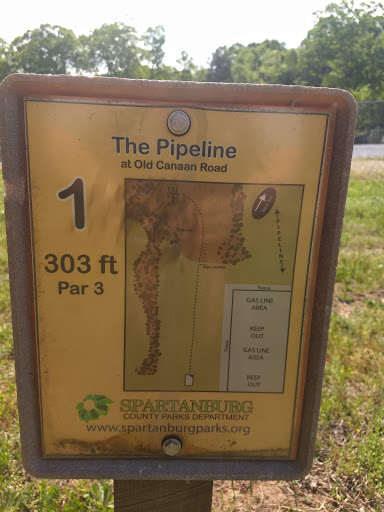 The Pipeline
at Old Canaan Road
1
303 ft
Par 3
PIPELINE
GAS LINE
AREA
KEEP
OUT
GAS LINE
AREA
KEEP
OUT
SPARTANBURG
COUNTY PARKS DEPARTMENT
www.spartanburgparks.org